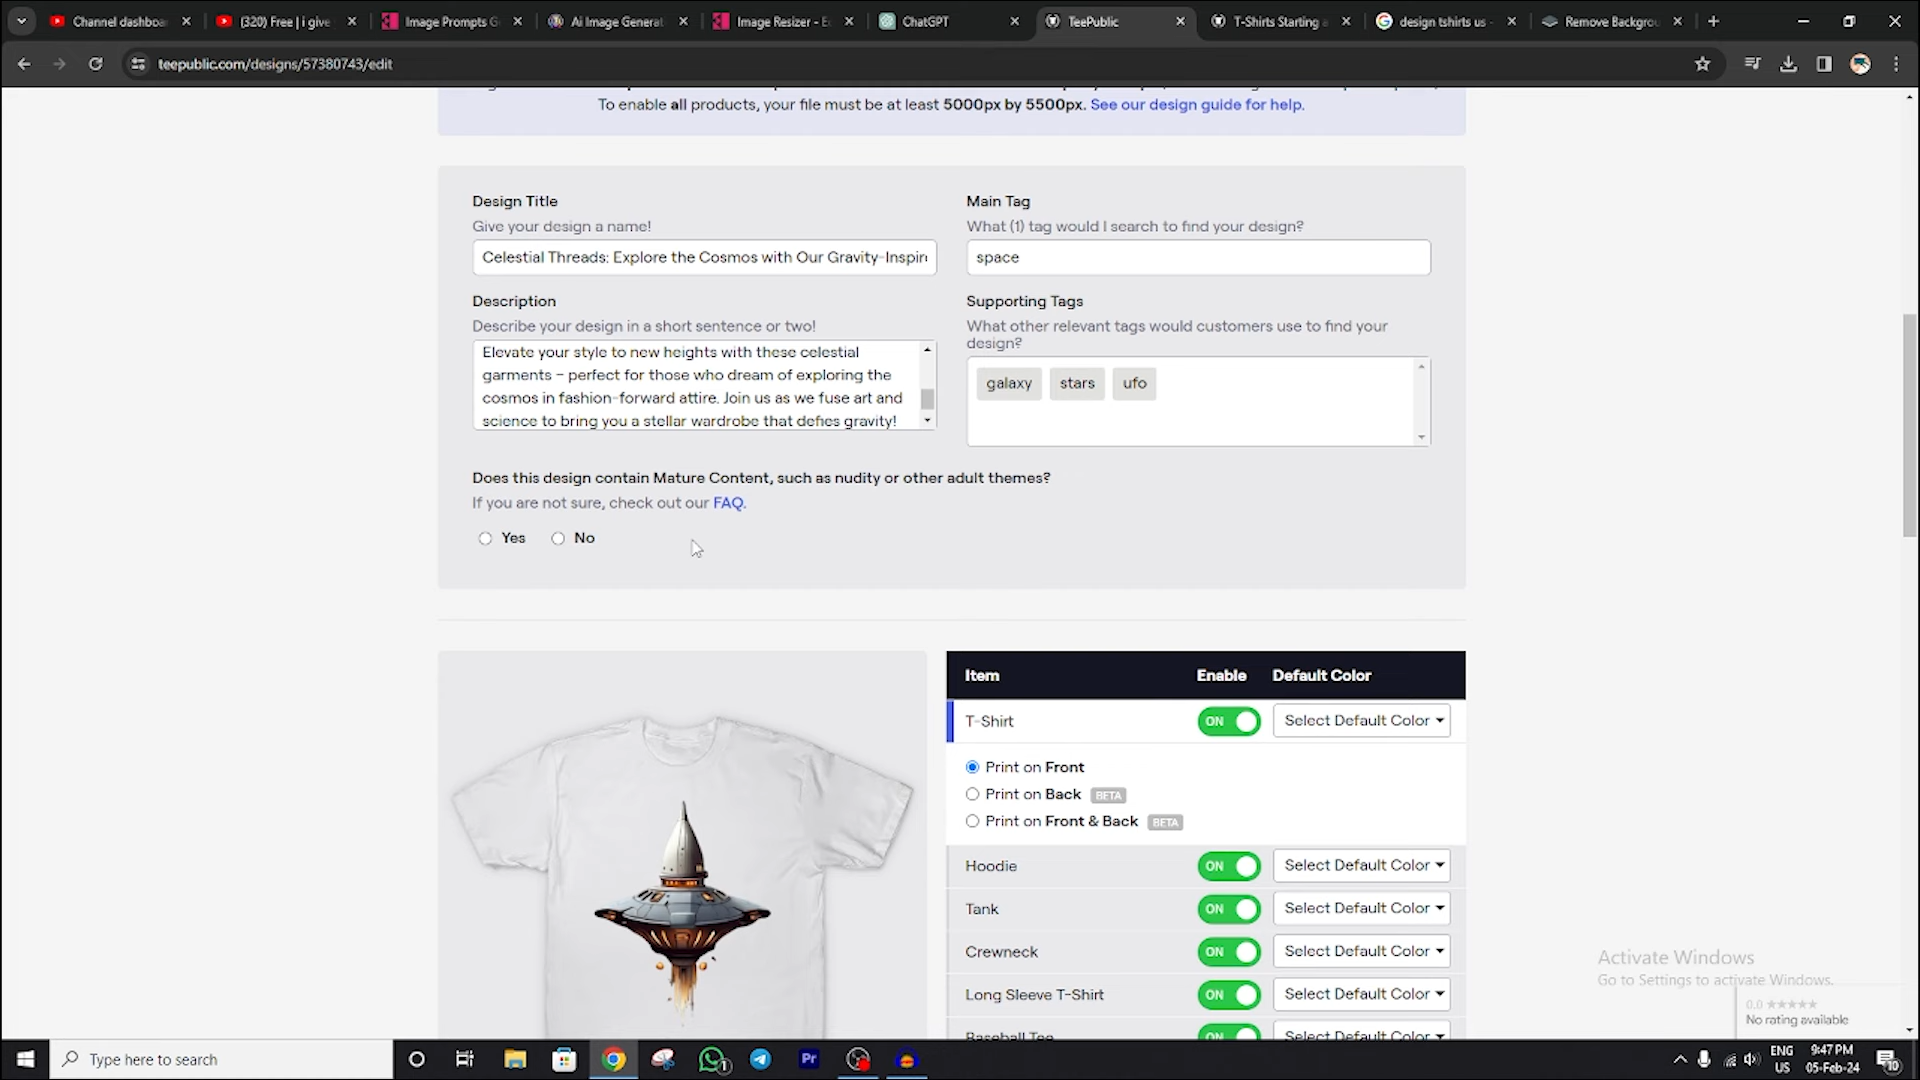 Channel dashboa
(320) Free | i give
Image Prompts G
Ai Image Generat
Image Resizer - E
ChatGPT
TeePublic
T-Shirts Starting a
design tshirts us -
Remove Backgrou
teepublic.com/designs/57380743/edit
To enable all products, your file must be at least 5000px by 5500px. See our design guide for help.
Design Title
Give your design a name!
Celestial Threads: Explore the Cosmos with Our Gravity-Inspir
Main Tag
What (1) tag would I search to find your design?
space
Description
Describe your design in a short sentence or two!
Elevate your style to new heights with these celestial
garments – perfect for those who dream of exploring the
cosmos in fashion-forward attire. Join us as we fuse art and
science to bring you a stellar wardrobe that defies gravity!
Supporting Tags
What other relevant tags would customers use to find your
design?
galaxy stars ufo
Does this design contain Mature Content, such as nudity or other adult themes?
If you are not sure, check out our FAQ.
Yes No
Item Enable Default Color
T-Shirt ON Select Default Color
Print on Front
Print on Back BETA
Print on Front & Back BETA
Hoodie ON Select Default Color
Tank ON Select Default Color
Crewneck ON Select Default Color
Long Sleeve T-Shirt ON Select Default Color
Baseball Tee ON Select Default Color
Activate Windows
Go to Settings to activate Windows.
0.0 ★★★★★
No rating available
Type here to search
Pr
1
ENG
US
9:47 PM
05-Feb-24
10